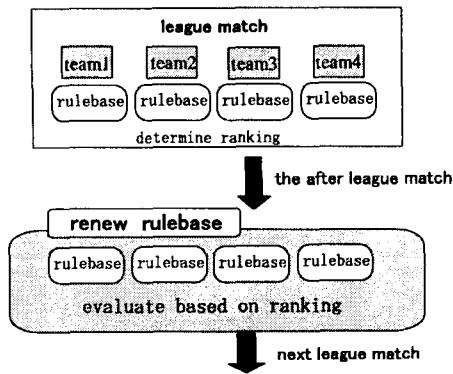 league match
team1 team2 team3 team4
rulebase rulebase rulebase rulebase
determine ranking
the after league match
renew rulebase
rulebase rulebase rulebase rulebase
evaluate based on ranking
next league match